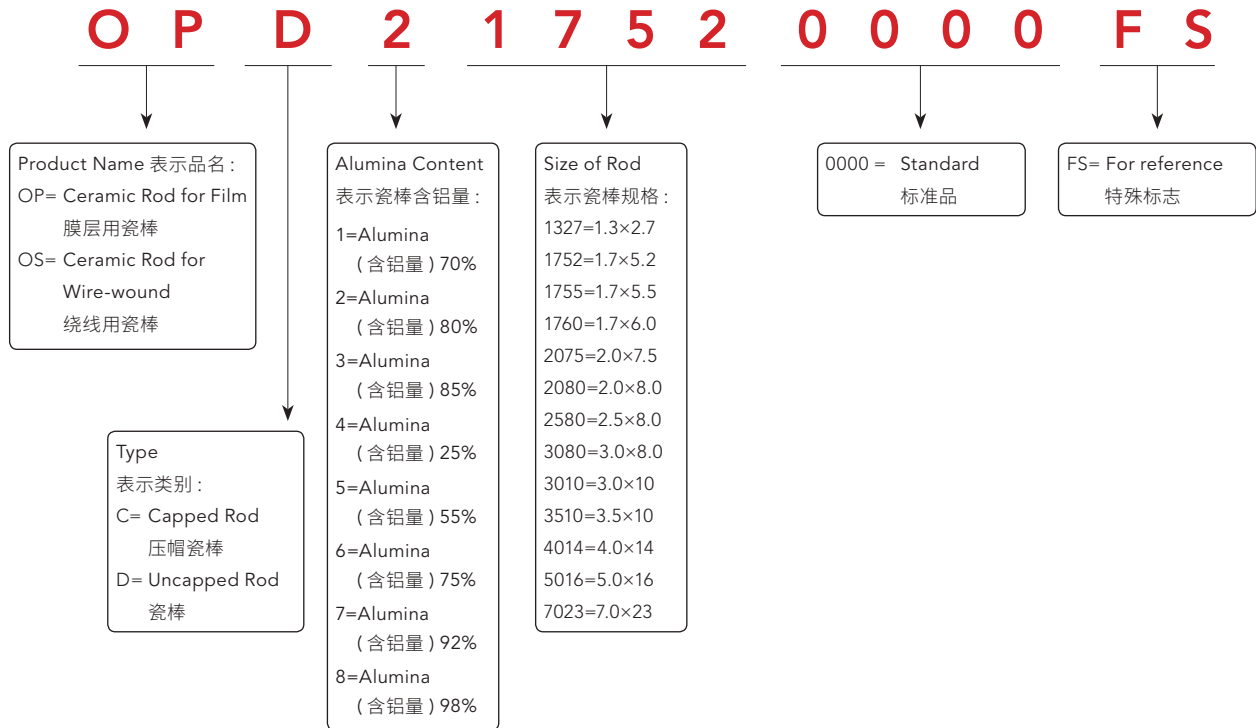 O P D 2 1 7 5 2 0 0 0 0 F S
Product Name 表示品名 :
OP= Ceramic Rod for Film
膜层用瓷棒
OS= Ceramic Rod for
Wire-wound
绕线用瓷棒
Type
表示类别 :
C= Capped Rod
压帽瓷棒
D= Uncapped Rod
瓷棒
Alumina Content
表示瓷棒含铝量 :
1=Alumina
( 含铝量 ) 70%
2=Alumina
( 含铝量 ) 80%
3=Alumina
( 含铝量 ) 85%
4=Alumina
( 含铝量 ) 25%
5=Alumina
( 含铝量 ) 55%
6=Alumina
( 含铝量 ) 75%
7=Alumina
( 含铝量 ) 92%
8=Alumina
( 含铝量 ) 98%
Size of Rod
表示瓷棒规格 :
1327=1.3×2.7
1752=1.7×5.2
1755=1.7×5.5
1760=1.7×6.0
2075=2.0×7.5
2080=2.0×8.0
2580=2.5×8.0
3080=3.0×8.0
3010=3.0×10
3510=3.5×10
4014=4.0×14
5016=5.0×16
7023=7.0×23
0000 = Standard
标准品
FS= For reference
特殊标志